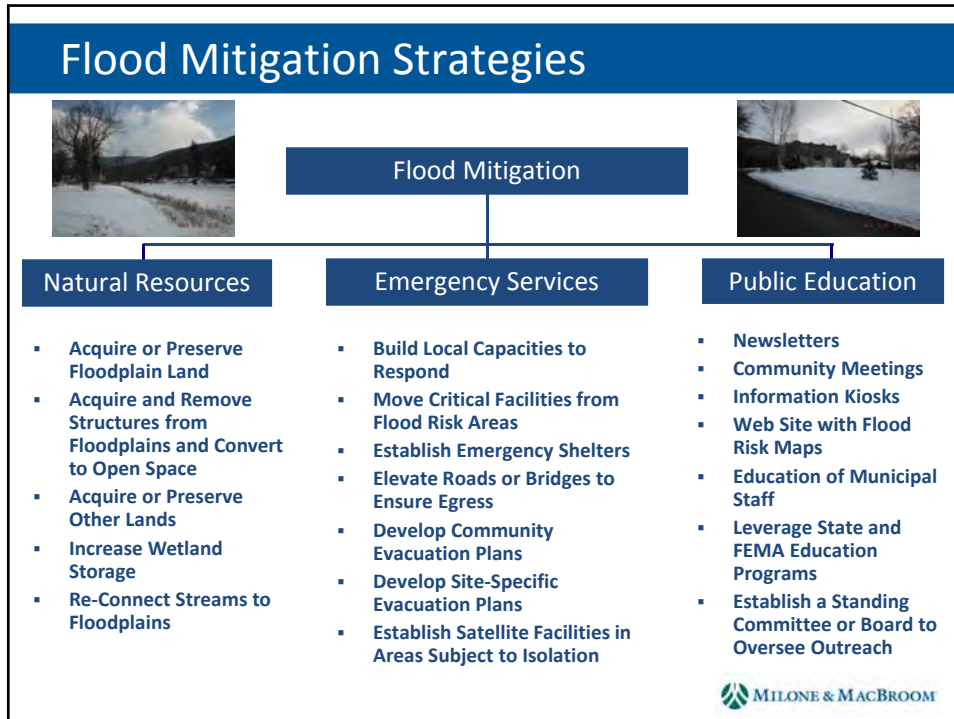 Flood Mitigation Strategies
Flood Mitigation
Natural Resources
▪ Acquire or Preserve
Floodplain Land
▪ Acquire and Remove
Structures from
Floodplains and Convert
to Open Space
▪ Acquire or Preserve
Other Lands
▪ Increase Wetland
Storage
▪ Re-Connect Streams to
Floodplains
Emergency Services
▪ Build Local Capacities to
Respond
▪ Move Critical Facilities from
Flood Risk Areas
▪ Establish Emergency Shelters
▪ Elevate Roads or Bridges to
Ensure Egress
▪ Develop Community
Evacuation Plans
▪ Develop Site-Specific
Evacuation Plans
▪ Establish Satellite Facilities in
Areas Subject to Isolation
Public Education
▪ Newsletters
▪ Community Meetings
▪ Information Kiosks
▪ Web Site with Flood
Risk Maps
▪ Education of Municipal
Staff
▪ Leverage State and
FEMA Education
Programs
▪ Establish a Standing
Committee or Board to
Oversee Outreach
MILONE & MACBROOM